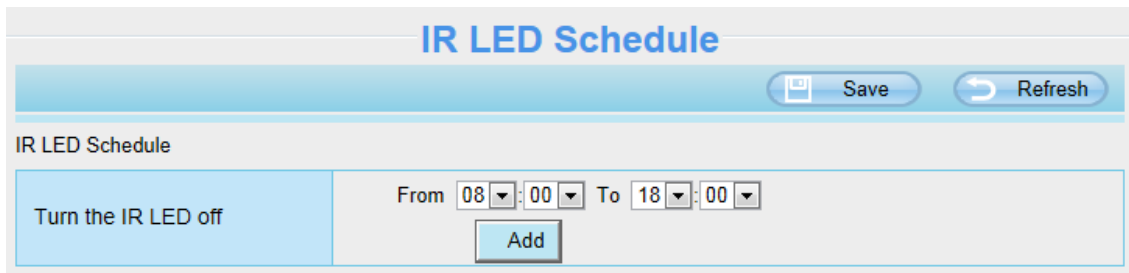 IR LED Schedule
Save Refresh
IR LED Schedule
Turn the IR LED off
From 08 : 00 To 18 : 00
Add